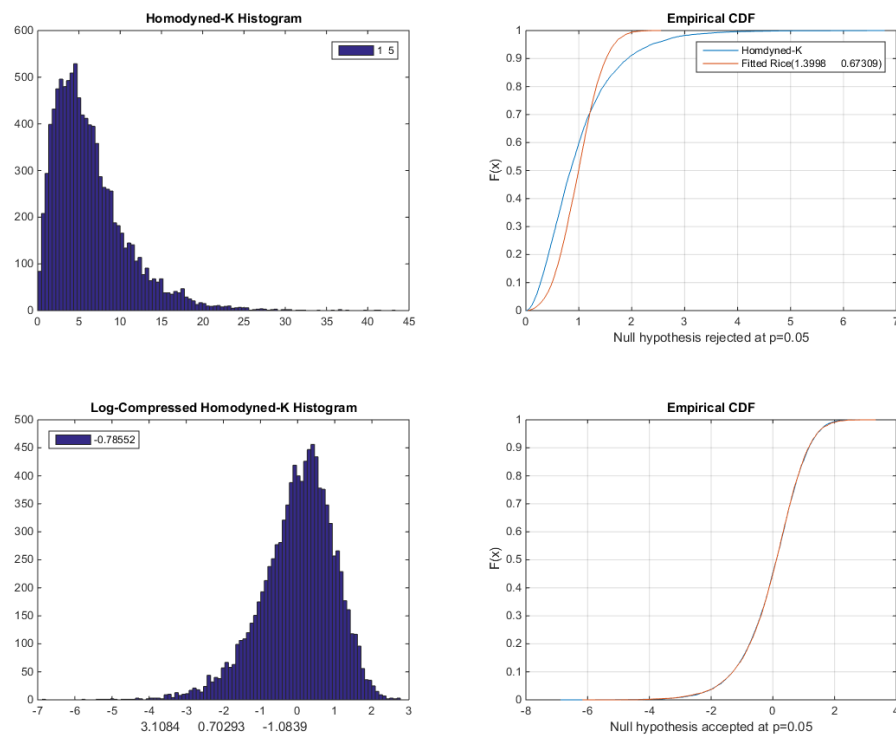 Homodyned-K Histogram
600
500
400
300
200
100
0
0 5 10 15 20 25 30 35 40 45
1 5
Empirical CDF
1
0.9
0.8
0.7
0.6
0.5
0.4
0.3
0.2
0.1
0
F(x)
0 1 2 3 4 5 6 7
Null hypothesis rejected at p=0.05
Homdyned-K
Fitted Rice(1.3998 0.67309)
Log-Compressed Homodyned-K Histogram
500
450
400
350
300
250
200
150
100
50
0
-7 -6 -5 -4 -3 -2 -1 0 1 2 3
3.1084 0.70293 -1.0839
-0.78552
Empirical CDF
1
0.9
0.8
0.7
0.6
0.5
0.4
0.3
0.2
0.1
0
F(x)
-8 -6 -4 -2 0 2 4
Null hypothesis accepted at p=0.05